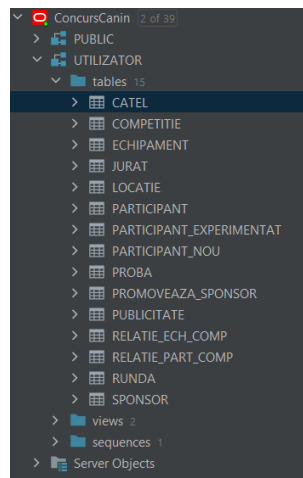 ConcursCanin 2 of 39
PUBLIC
UTILIZATOR
tables 15
CATEL
COMPETITIE
ECHIPAMENT
JURAT
LOCATIE
PARTICIPANT
PARTICIPANT_EXPERIMENTAT
PARTICIPANT_NOU
PROBA
PROMOVEAZA_SPONSOR
PUBLICITATE
RELATIE_ECH_COMP
RELATIE_PART_COMP
RUNDA
SPONSOR
views 2
sequences 1
Server Objects